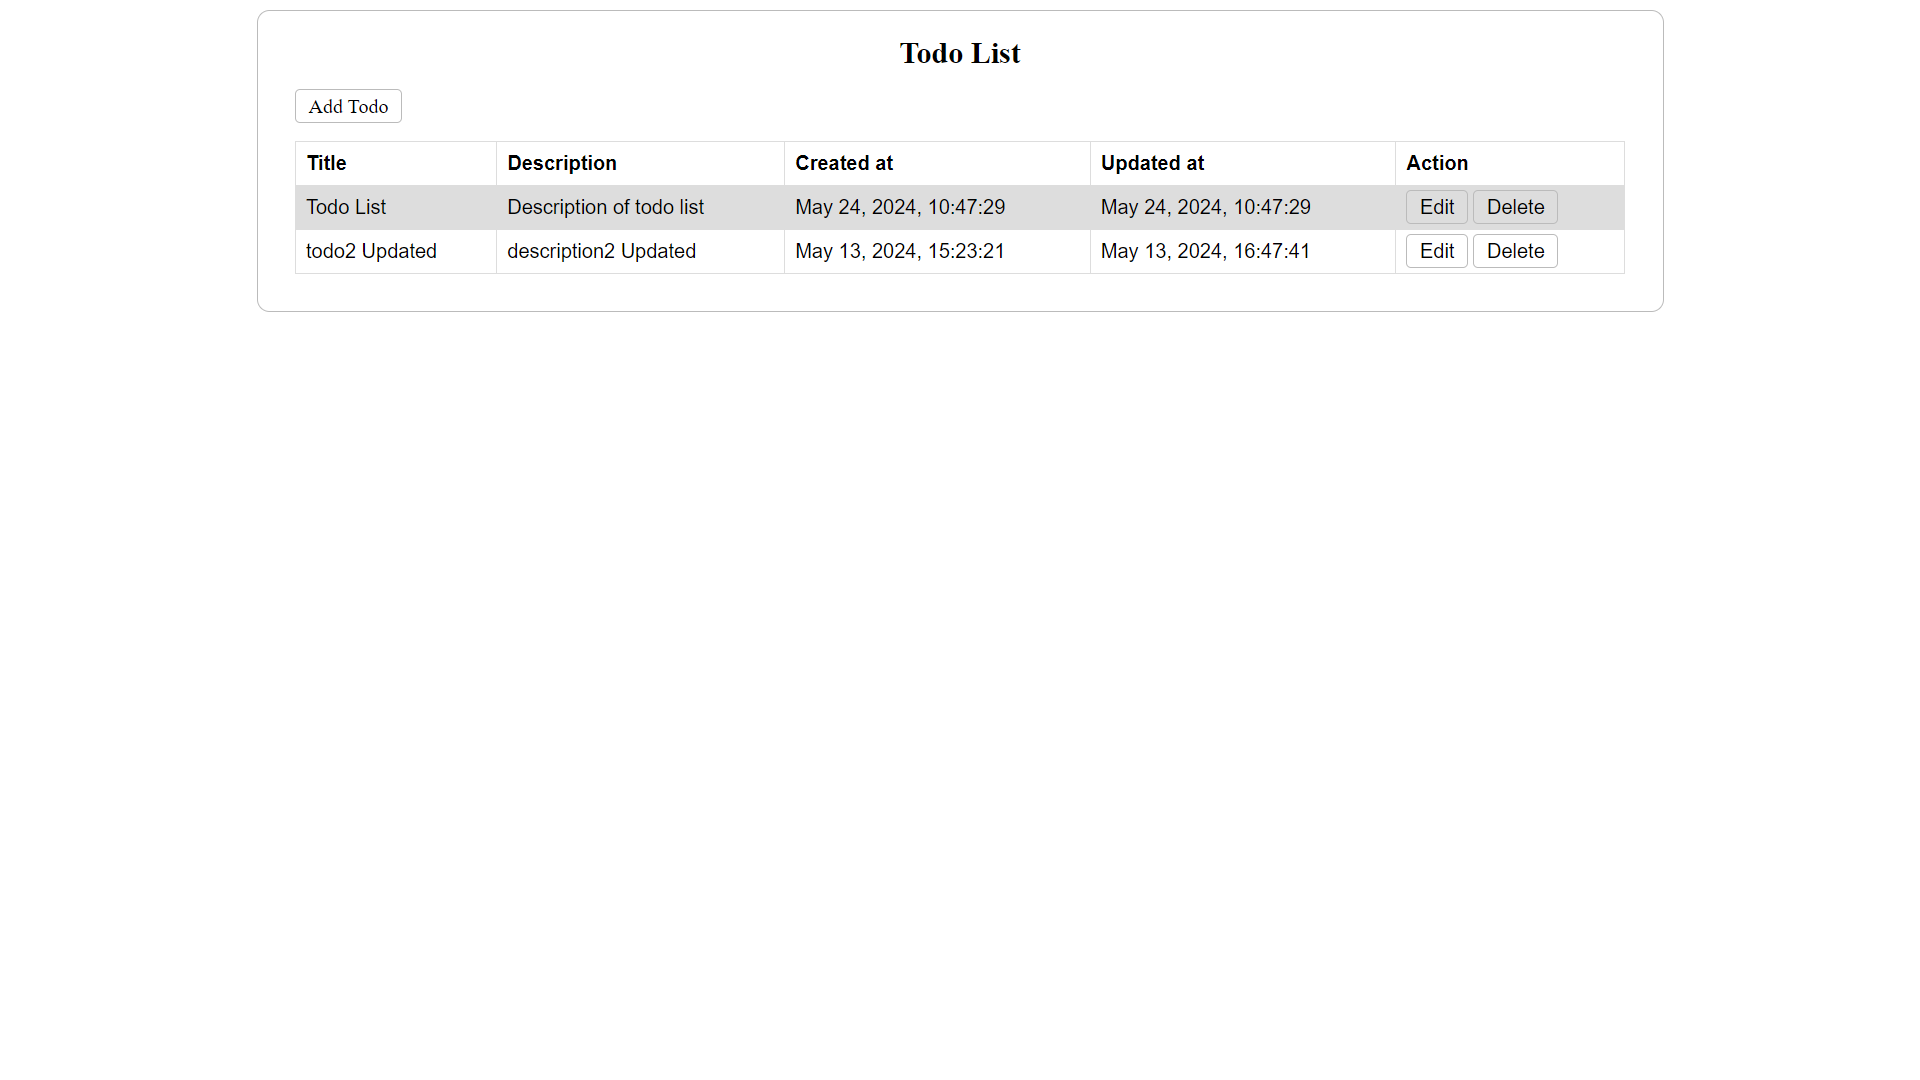 Todo List
Add Todo
Title Description Created at Updated at Action
Todo List Description of todo list May 24, 2024, 10:47:29 May 24, 2024, 10:47:29 Edit Delete
todo2 Updated description2 Updated May 13, 2024, 15:23:21 May 13, 2024, 16:47:41 Edit Delete